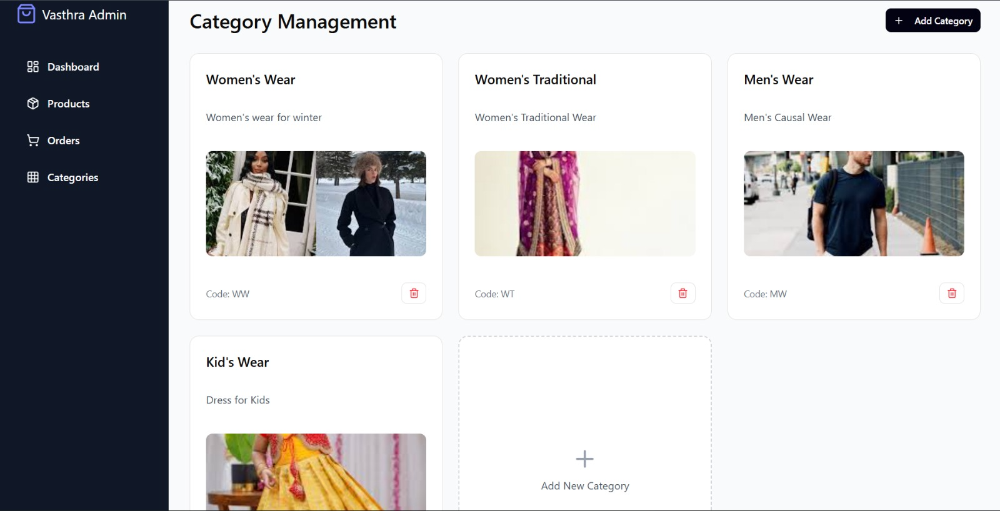 Vasthra Admin
Dashboard
Products
Orders
Categories
Category Management
Add Category
Women's Wear
Women's wear for winter
Code: WW
Women's Traditional
Women's Traditional Wear
Code: WT
Men's Wear
Men's Causal Wear
Code: MW
Kid's Wear
Dress for Kids
Add New Category